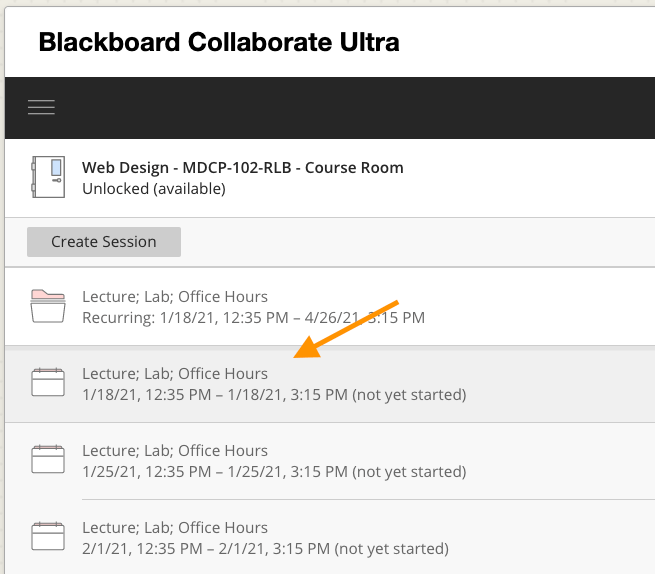 Blackboard Collaborate Ultra
Web Design - MDCP-102-RLB - Course Room
Unlocked (available)
Create Session
Lecture; Lab; Office Hours
Recurring: 1/18/21, 12:35 PM – 4/26/21, 3:15 PM
Lecture; Lab; Office Hours
1/18/21, 12:35 PM – 1/18/21, 3:15 PM (not yet started)
Lecture; Lab; Office Hours
1/25/21, 12:35 PM – 1/25/21, 3:15 PM (not yet started)
Lecture; Lab; Office Hours
2/1/21, 12:35 PM – 2/1/21, 3:15 PM (not yet started)